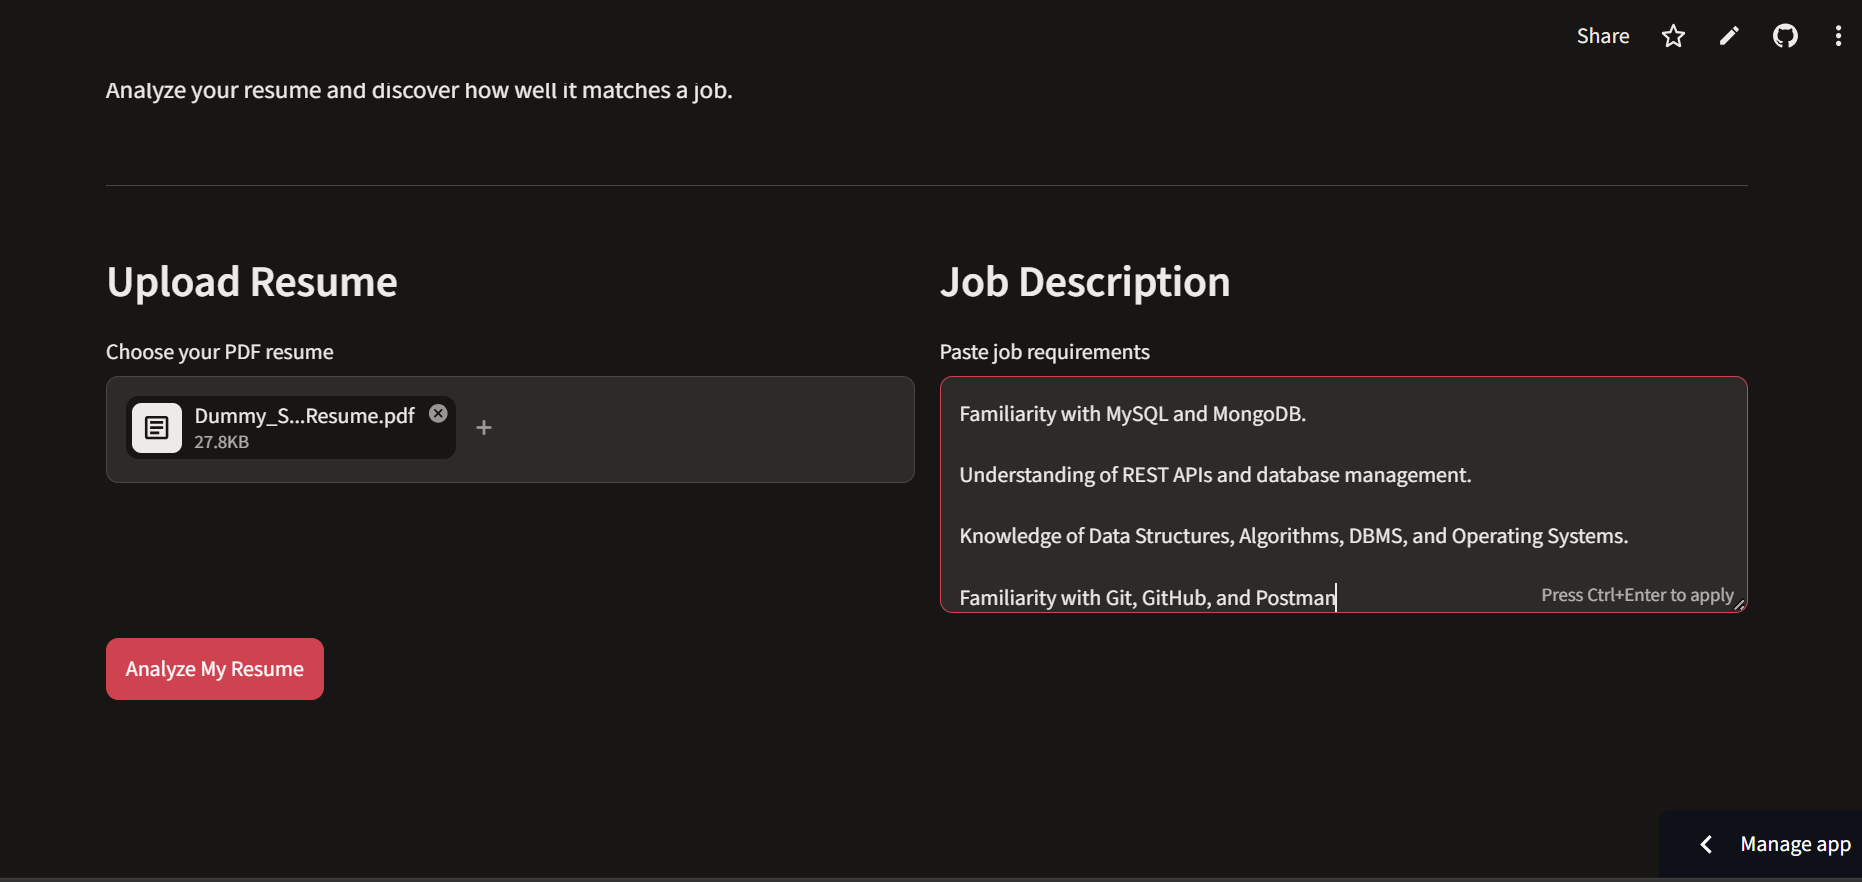 Share
Analyze your resume and discover how well it matches a job.
Upload Resume
Choose your PDF resume
Dummy_S...Resume.pdf
27.8KB
Job Description
Paste job requirements
Familiarity with MySQL and MongoDB.
Understanding of REST APIs and database management.
Knowledge of Data Structures, Algorithms, DBMS, and Operating Systems.
Familiarity with Git, GitHub, and Postman
Press Ctrl+Enter to apply
Analyze My Resume
Manage app